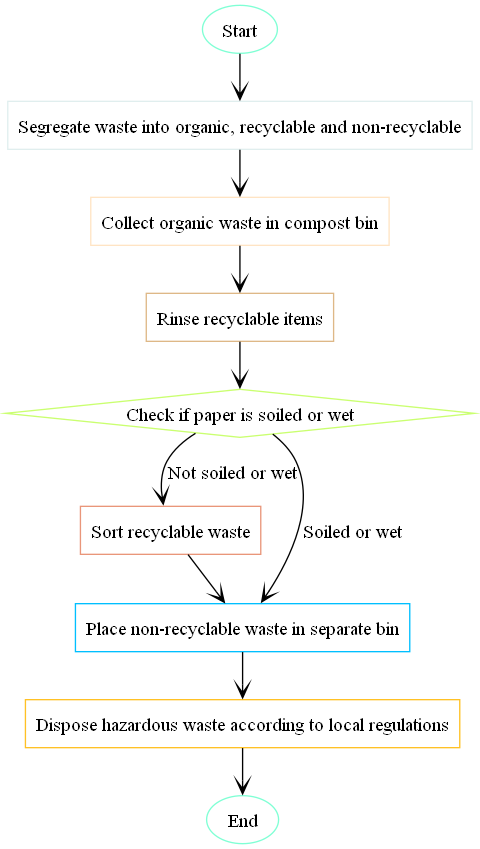 Start
Segregate waste into organic, recyclable and non-recyclable
Collect organic waste in compost bin
Rinse recyclable items
Check if paper is soiled or wet
Not soiled or wet
Sort recyclable waste
Soiled or wet
Place non-recyclable waste in separate bin
Dispose hazardous waste according to local regulations
End